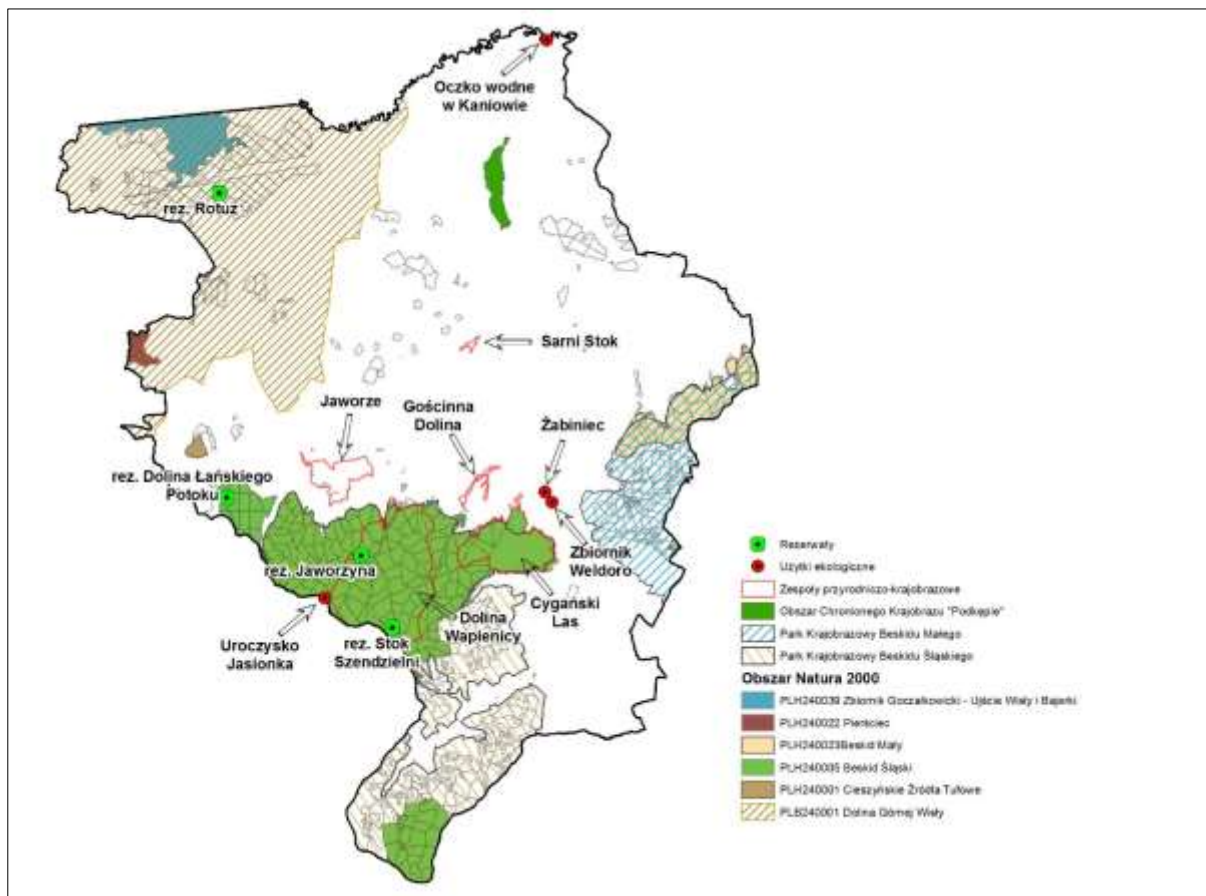 Oczko wodne
w Kaniowie
rez. Rotuz
Sarni Stok
Jaworze
Gościnna
Dolina
Żabiniec
rez. Dolina Łańskiego
Potoku
rez. Jaworzyna
Zbiornik
Weldoro
Cygański
Las
Dolina
Wapienicy
Uroczysko
Jasionka
rez. Stok
Szendzielni
Rezerwaty
Użytki ekologiczne
Zespoły przyrodniczo-krajobrazowe
Obszar Chronionego Krajobrazu "Podkępie"
Park Krajobrazowy Beskidu Małego
Park Krajobrazowy Beskidu Śląskiego
Obszar Natura 2000
PLH240039 Zbiornik Goczałkowicki - Ujście Wisły i Bajerki
PLH240022 Pierściec
PLH240023Beskid Mały
PLH240005 Beskid Śląski
PLH240001 Cieszyńskie Źródła Tufowe
PLB240001 Dolina Górnej Wisły